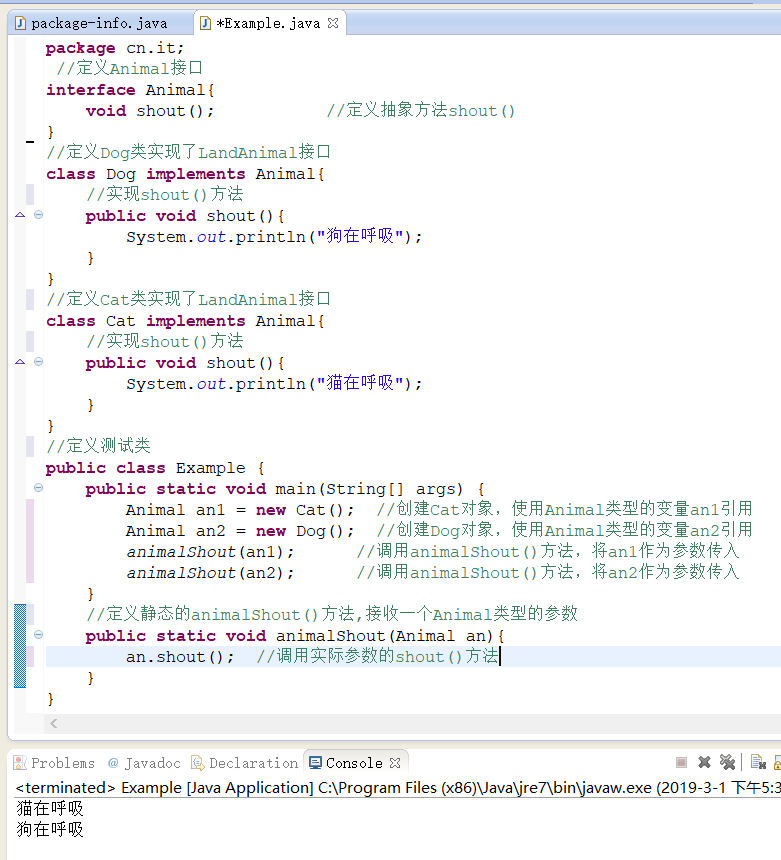 package-info.java *Example.java
package cn.it;
//定义Animal接口
interface Animal{
void shout(); //定义抽象方法shout()
}
//定义Dog类实现了LandAnimal接口
class Dog implements Animal{
//实现shout()方法
public void shout(){
System.out.println("狗在呼吸");
}
}
//定义Cat类实现了LandAnimal接口
class Cat implements Animal{
//实现shout()方法
public void shout(){
System.out.println("猫在呼吸");
}
}
//定义测试类
public class Example {
public static void main(String[] args) {
Animal an1 = new Cat(); //创建Cat对象，使用Animal类型的变量an1引用
Animal an2 = new Dog(); //创建Dog对象，使用Animal类型的变量an2引用
animalShout(an1); //调用animalShout()方法，将an1作为参数传入
animalShout(an2); //调用animalShout()方法，将an2作为参数传入
}
//定义静态的animalShout()方法,接收一个Animal类型的参数
public static void animalShout(Animal an){
an.shout(); //调用实际参数的shout()方法
}
}
Problems @ Javadoc Declaration Console
<terminated> Example [Java Application] C:\Program Files (x86)\Java\jre7\bin\javaw.exe (2019-3-1 下午5:3
猫在呼吸
狗在呼吸